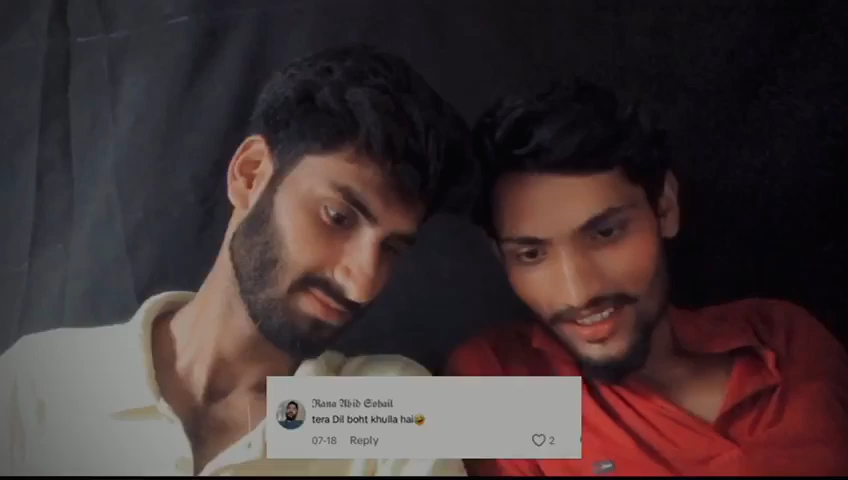 Rana Abid Sohail
tera Dil boht khulla hai🤣
07-18 Reply 2